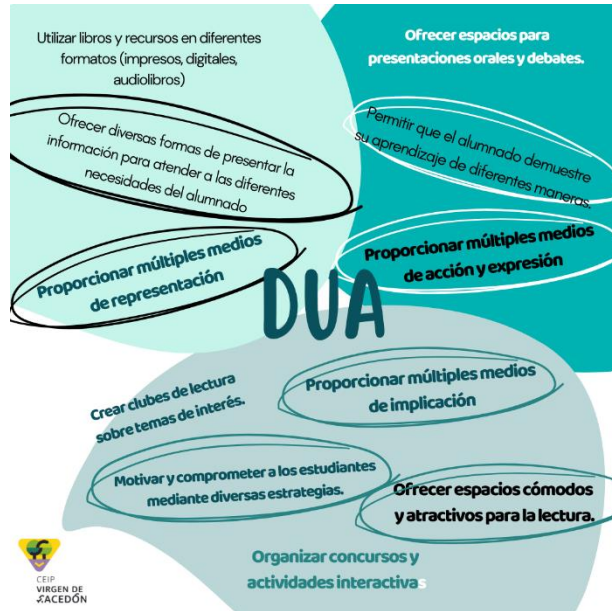 Utilizar libros y recursos en diferentes
formatos (impresos, digitales,
audiolibros)
Ofrecer diversas formas de presentar la
información para atender a las diferentes
necesidades del alumnado
Proporcionar múltiples medios
de representación
Ofrecer espacios para
presentaciones orales y debates.
Permitir que el alumnado demuestre
su aprendizaje de diferentes maneras.
Proporcionar múltiples medios
de acción y expresión
DUA
Crear clubes de lectura
sobre temas de interés.
Proporcionar múltiples medios
de implicación
Motivar y comprometer a los estudiantes
mediante diversas estrategias.
Ofrecer espacios cómodos
y atractivos para la lectura.
Organizar concursos y
actividades interactivas
CEIP
VIRGEN DE
SACEDÓN